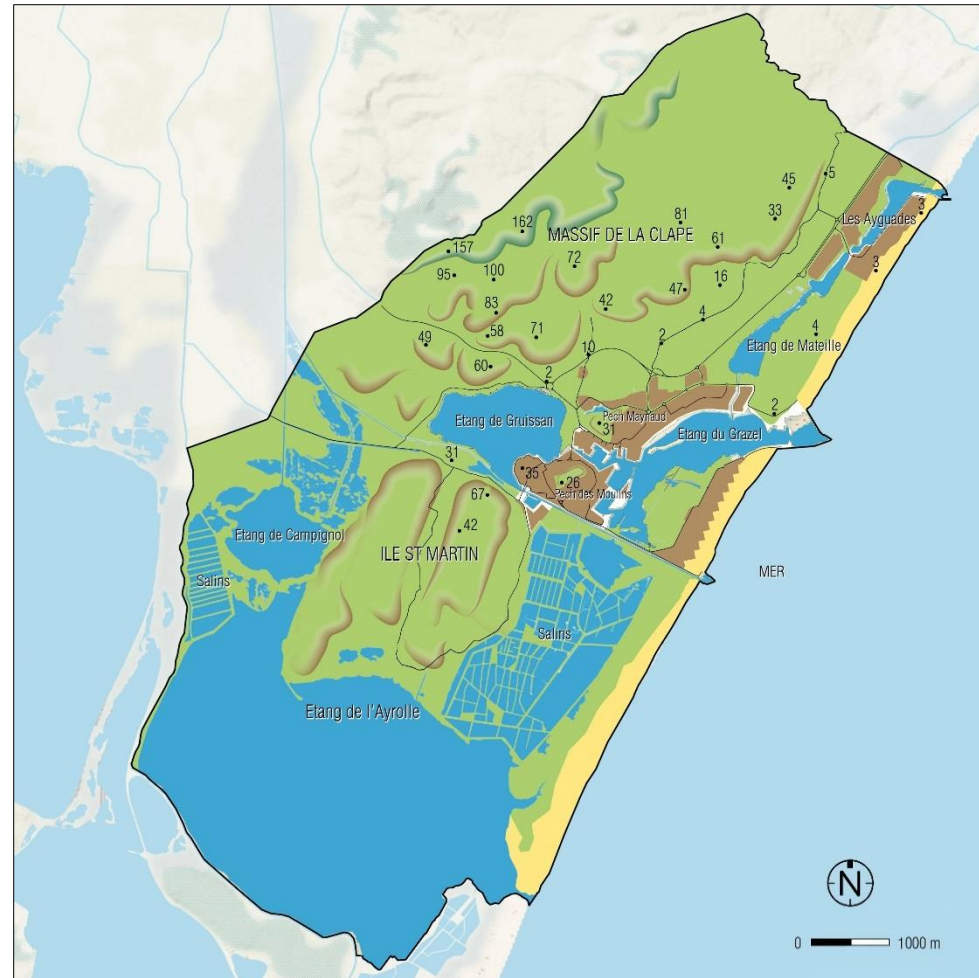 5
45
3
Les Ayguades
33
81
162
MASSIF DE LA CLAPE
61
157
3
72
95
100
16
47
42
83
4
4
58
71
2
49
Etang de Mateille
10
60
2
2
Etang de Gruissan
Pech Maynaud
31
Etang du Grazel
31
35
26
Pech des Moulins
67
Etang de Campignol
42
ILE ST MARTIN
MER
Salins
Salins
Etang de l'Ayrolle
N
0 1000 m